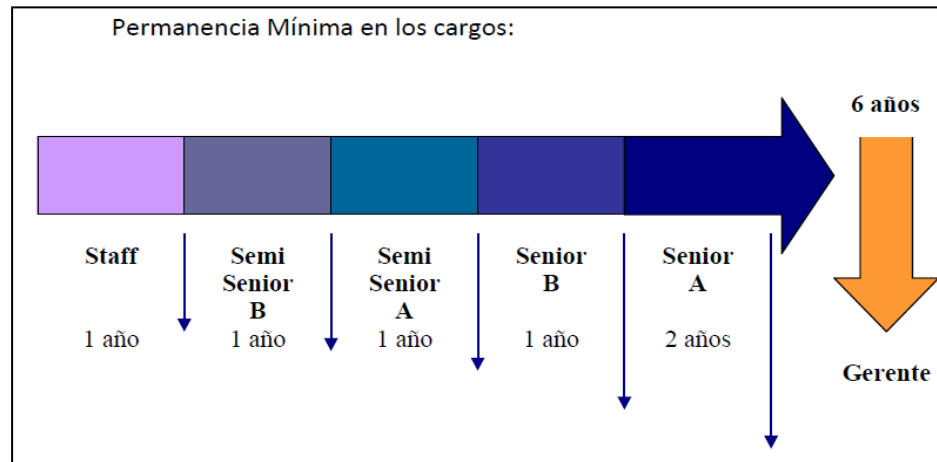 Permanencia Mínima en los cargos:
6 años
Staff
Semi
Senior
B
Semi
Senior
A
Senior
B
Senior
A
1 año
1 año
1 año
1 año
2 años
Gerente